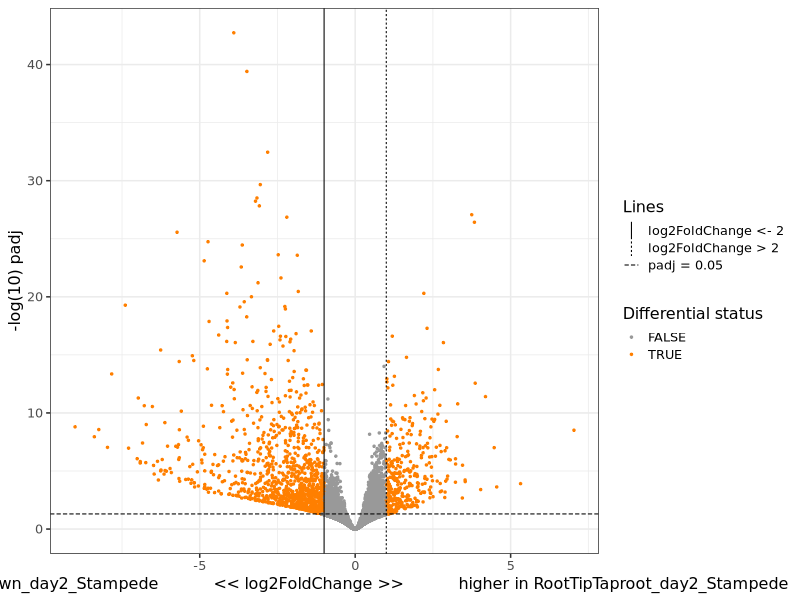 40
30
20
10
0
-log(10) padj
-5
0
5
wn_day2_Stampede << log2FoldChange >> higher in RootTipTaproot_day2_Stampede
Lines
log2FoldChange <- 2
log2FoldChange > 2
padj = 0.05
Differential status
FALSE
TRUE